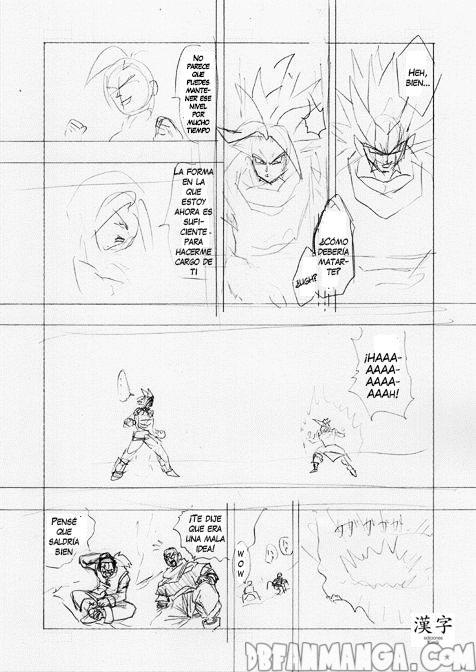 HEH,
BIEN...
¿CÓMO
DEBERÍA
MATAR-
TE?
¿UGH?
NO
PARECE
QUE
PUEDES
MANTE-
NER ESE
NIVEL
POR
MUCHO
TIEMPO
LA FORMA
EN LA
QUE
ESTOY
AHORA ES
SUFI-
CIENTE
PARA
HACERME
CARGO DE
TI
¡HAAA-
AAAA-
AAAA-
AAAH!
WOW
¡TE DIJE
QUE ERA
UNA MALA
IDEA!
PENSÉ
QUE
SALDRÍA
BIEN
漢字
ediciones
DBFANMANGA.COM